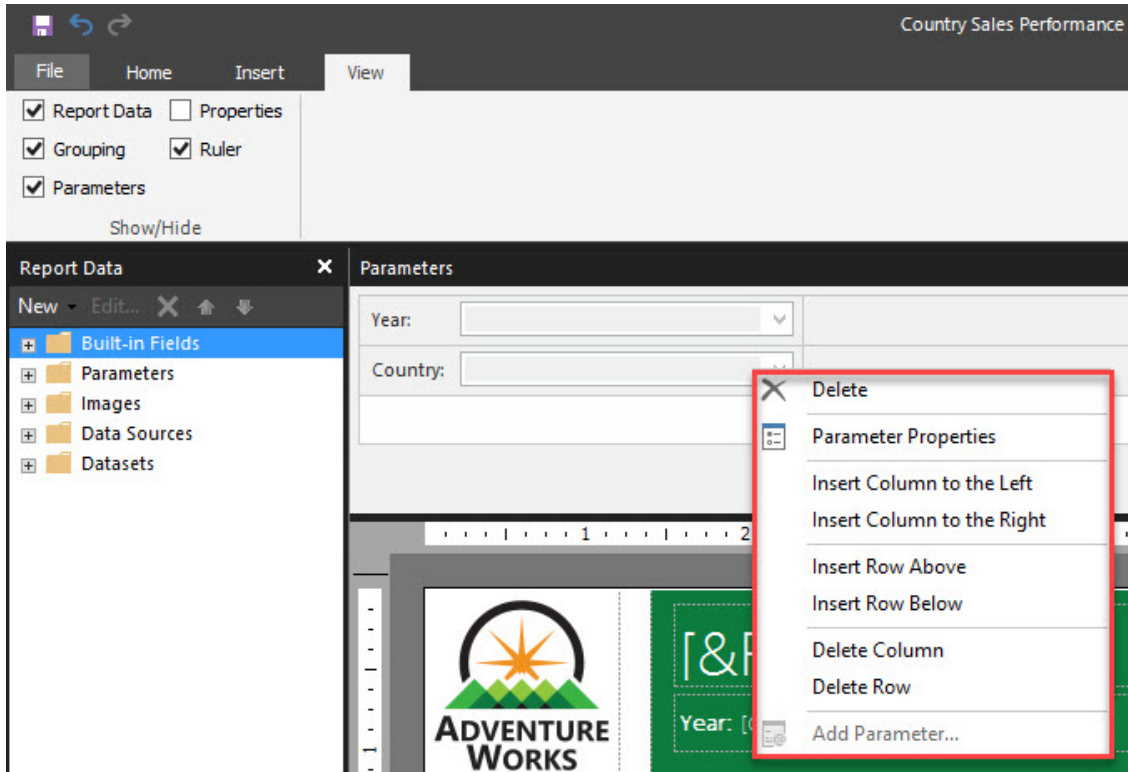 Country Sales Performance
File Home Insert View
Report Data Properties
Grouping Ruler
Parameters
Show/Hide
Report Data
New Edit...
Built-in Fields
Parameters
Images
Data Sources
Datasets
Parameters
Year:
Country:
Delete
Parameter Properties
Insert Column to the Left
Insert Column to the Right
Insert Row Above
Insert Row Below
Delete Column
Delete Row
Add Parameter...
1 2
1
ADVENTURE
WORKS
[&
Year: [